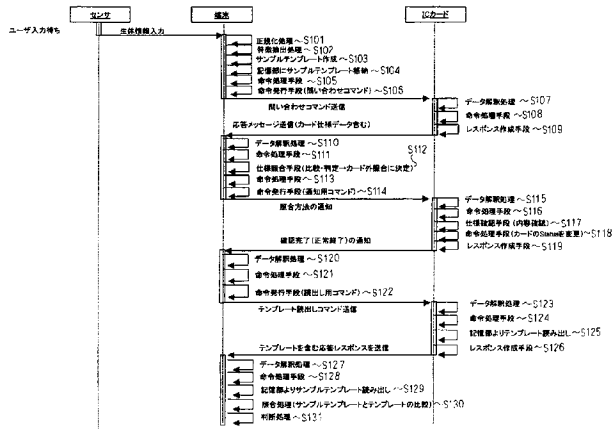 センサ
端末
ICカード
ユーザ入力待ち
生体情報入力
正規化処理～S101
特徴抽出処理～S102
サンプルテンプレート作成～S103
記憶部にサンプルテンプレート格納～S104
命令処理手段～S105
命令発行手段(問い合わせコマンド)～S106
問い合わせコマンド送信
データ解釈処理～S107
命令処理手段～S108
レスポンス作成手段～S109
応答メッセージ送信(カード仕様データ含む)
データ解釈処理～S110
命令処理手段～S111
S112
仕様照合手段(比較・判定→カード外照合に決定)
命令処理手段～S113
命令発行手段(通知用コマンド)～S114
照合方法の通知
データ解釈処理～S115
命令処理手段～S116
仕様確認手段(内容確認)～S117
命令処理手段(カードのStatusを変更)～S118
レスポンス作成手段～S119
確認完了(正常終了)の通知
データ解釈処理～S120
命令処理手段～S121
命令発行手段(読出し用コマンド)～S122
テンプレート読出しコマンド送信
データ解釈処理～S123
命令処理手段～S124
記憶部よりテンプレート読み出し～S125
レスポンス作成手段～S126
テンプレートを含む応答レスポンスを送信
データ解釈処理～S127
命令処理手段～S128
記憶部よりサンプルテンプレート読み出し～S129
照合処理(サンプルテンプレートとテンプレートの比較)～S130
判断処理～S131